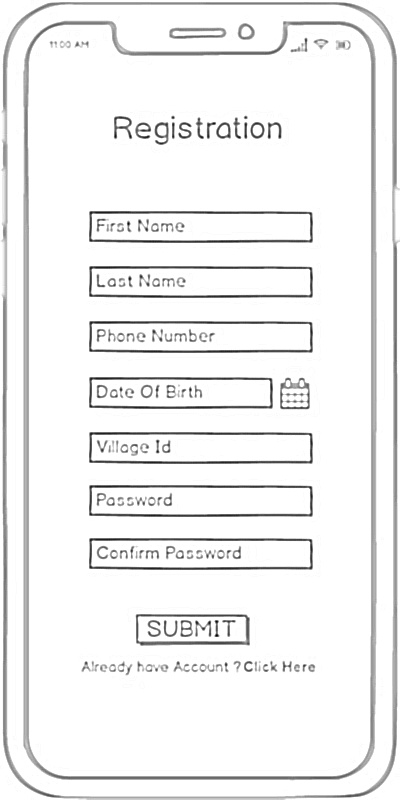 11:00 AM
Registration
First Name
Last Name
Phone Number
Date Of Birth
Village Id
Password
Confirm Password
SUBMIT
Already have Account ? Click Here